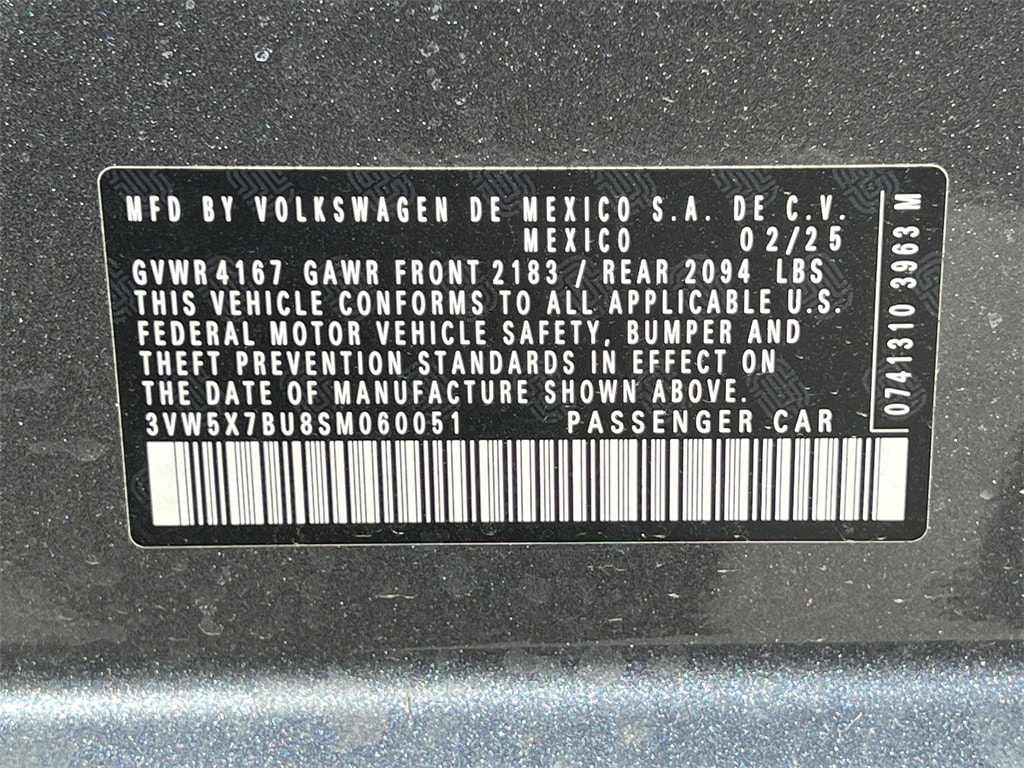 MFD BY VOLKSWAGEN DE MEXICO S.A. DE C.V.
MEXICO 02/25
GVWR 4167 GAWR FRONT 2183 / REAR 2094 LBS
THIS VEHICLE CONFORMS TO ALL APPLICABLE U.S.
FEDERAL MOTOR VEHICLE SAFETY, BUMPER AND
THEFT PREVENTION STANDARDS IN EFFECT ON
THE DATE OF MANUFACTURE SHOWN ABOVE.
3VW5X7BU8SM060051 PASSENGER CAR
0741310 3963 M